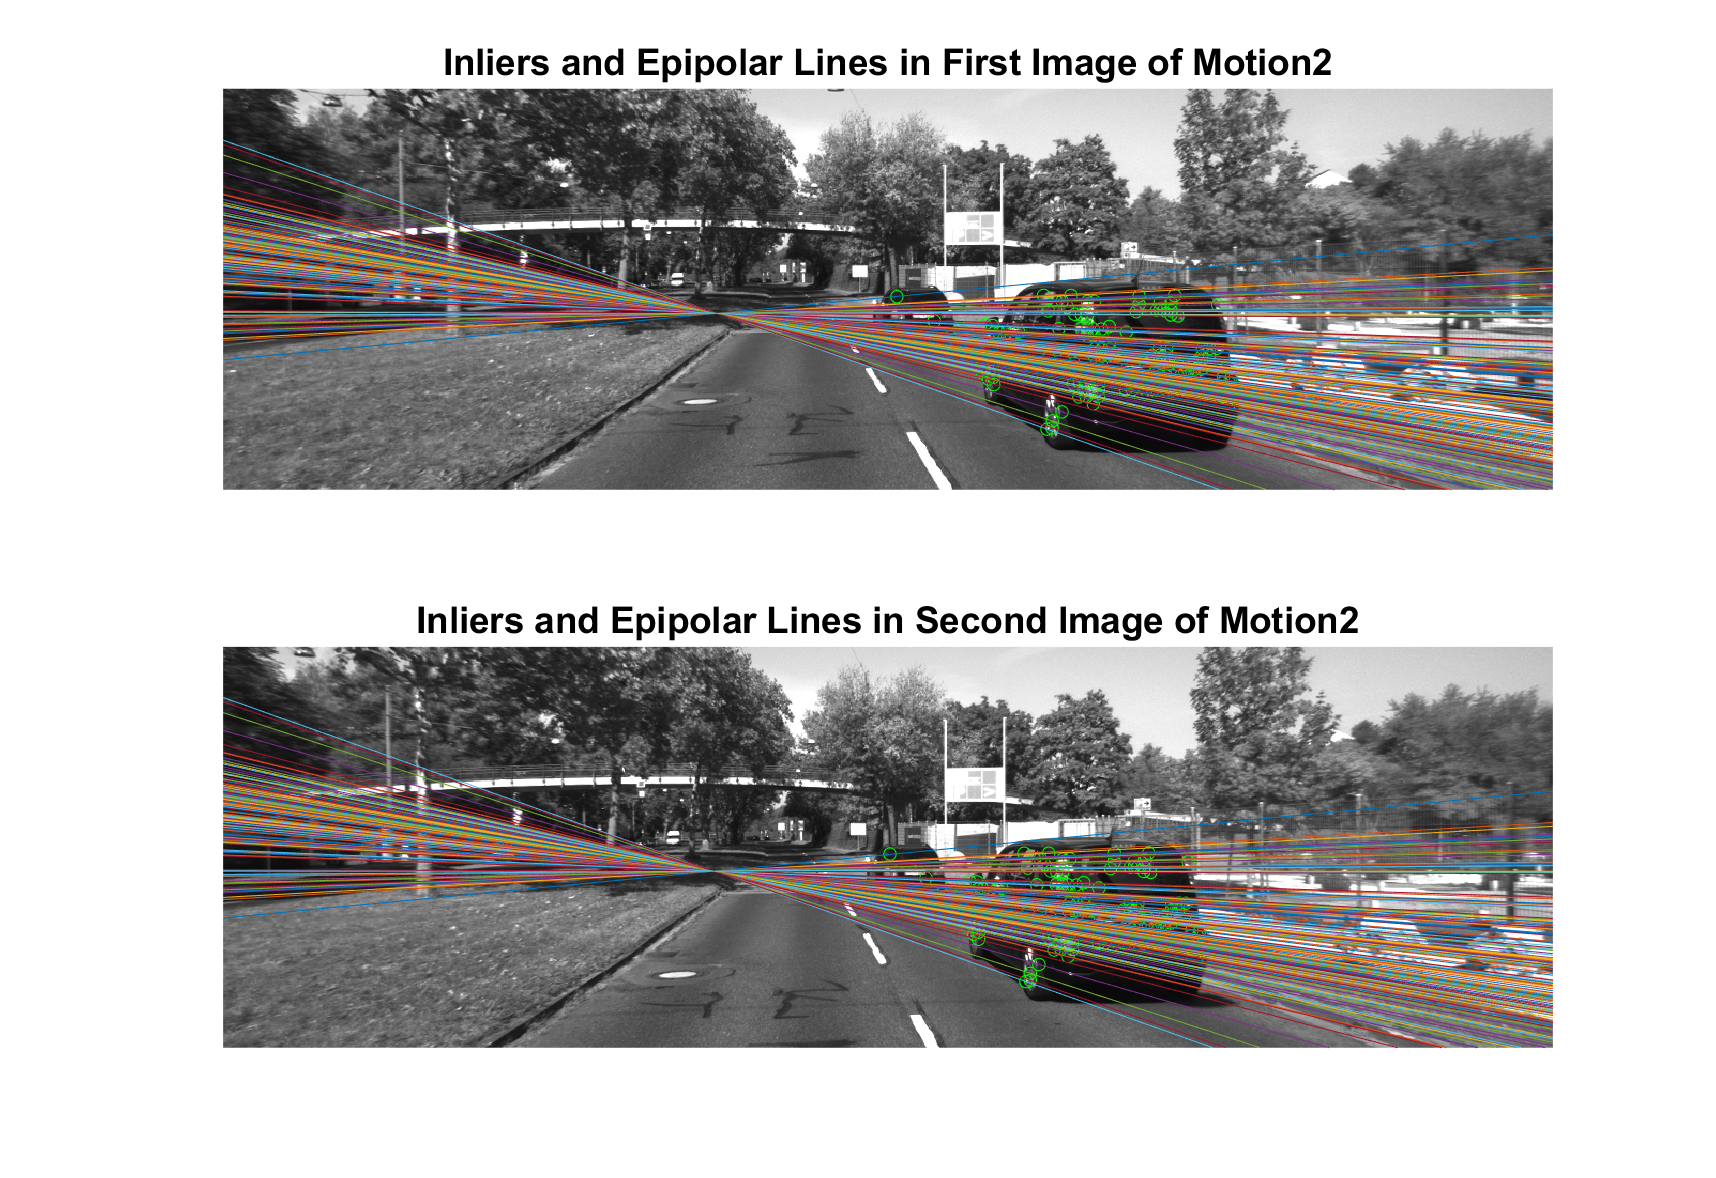 Inliers and Epipolar Lines in First Image of Motion2
Inliers and Epipolar Lines in Second Image of Motion2